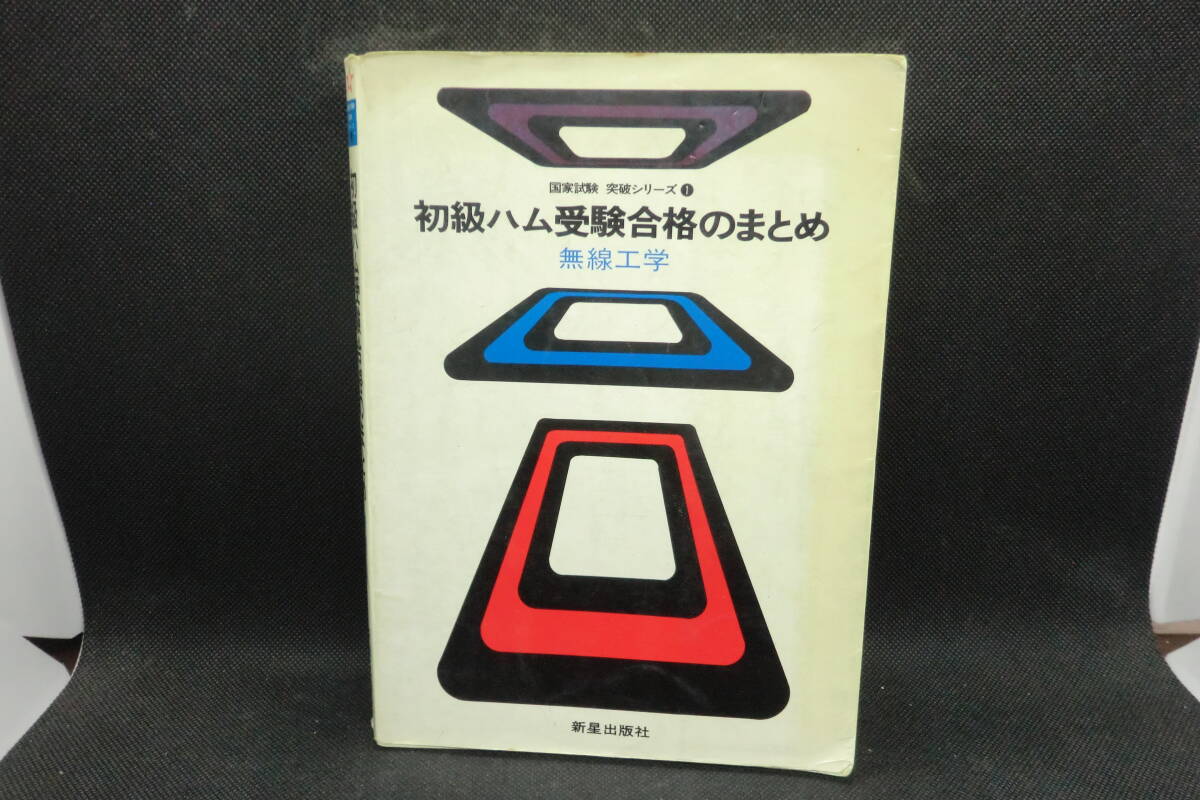 国家試験 突破シリーズ❶
初級ハム受験合格のまとめ
無線工学
新星出版社